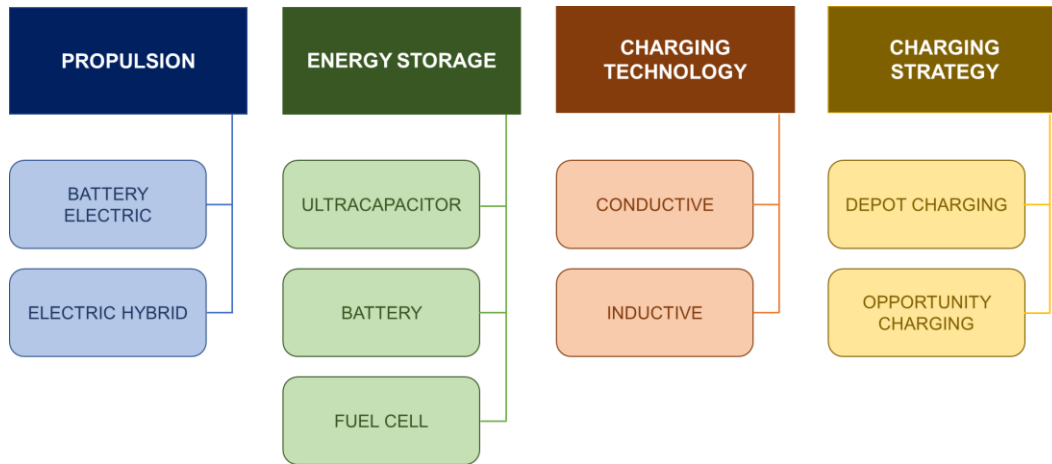 PROPULSION
BATTERY
ELECTRIC
ELECTRIC HYBRID
ENERGY STORAGE
ULTRACAPACITOR
BATTERY
FUEL CELL
CHARGING
TECHNOLOGY
CONDUCTIVE
INDUCTIVE
CHARGING
STRATEGY
DEPOT CHARGING
OPPORTUNITY
CHARGING